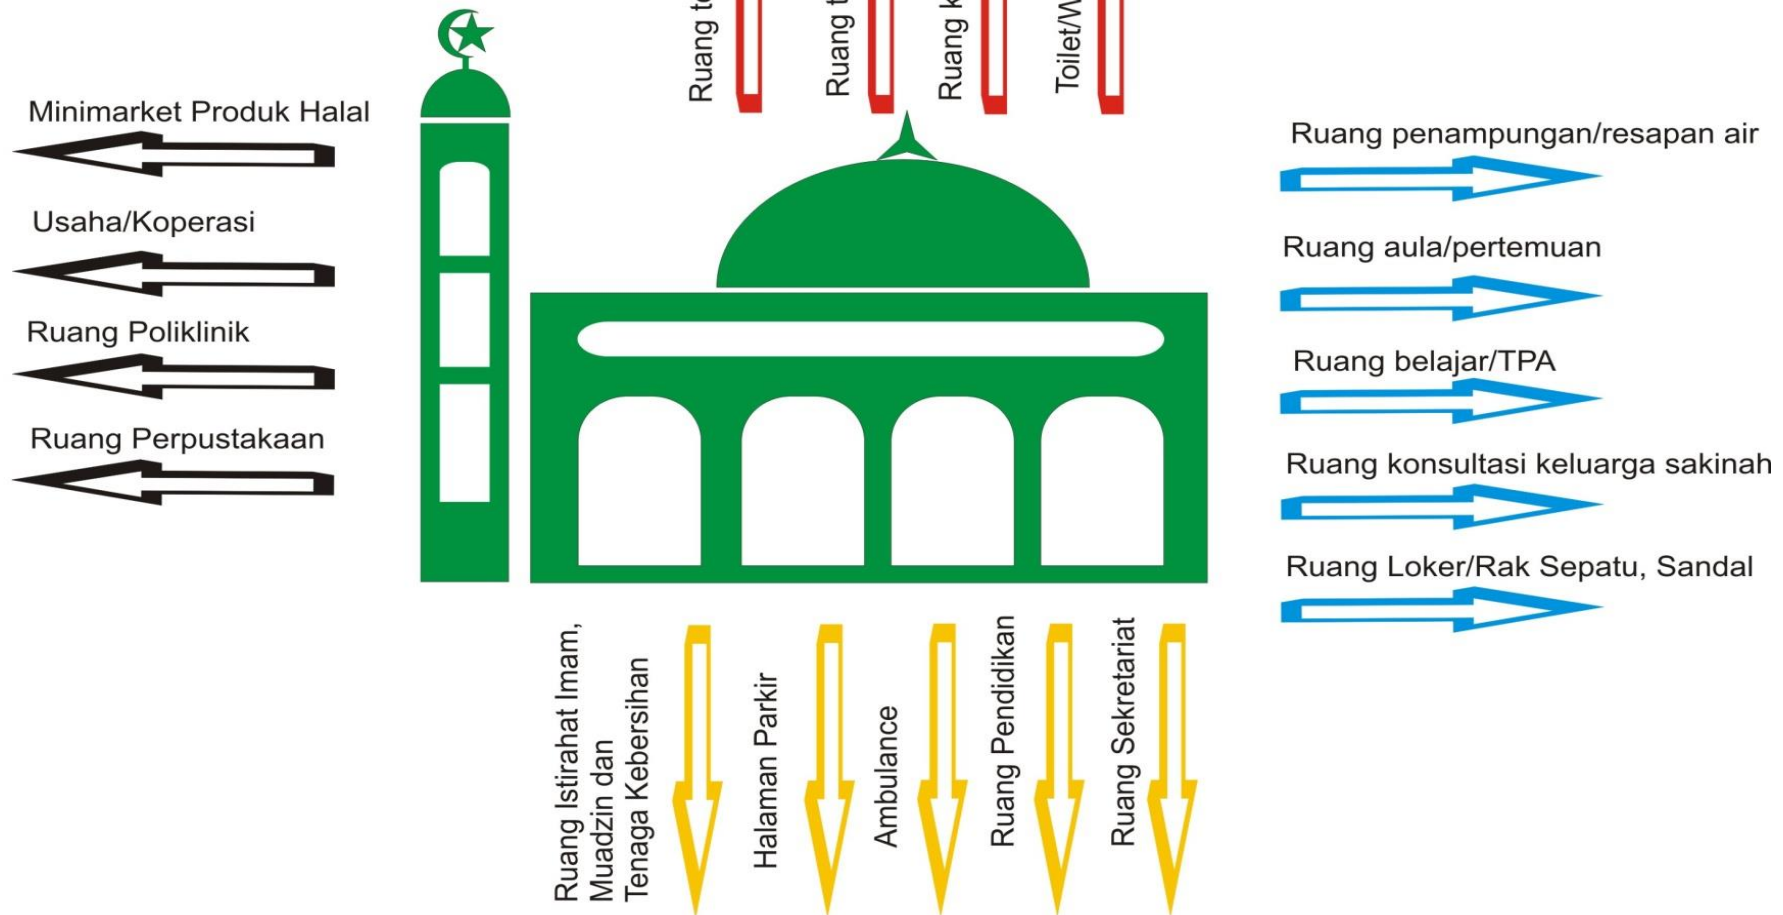 Ruang
Ruang
Ruang
Minimarket Produk Halal
Usaha/Koperasi
Ruang Poliklinik
Ruang Perpustakaan
Ruang penampungan/resapan air
Ruang aula/pertemuan
Ruang belajar/TPA
Ruang konsultasi keluarga sakinah
Ruang Loker/Rak Sepatu, Sandal
Ruang Istirahat Imam,
Muadzin dan
Tenaga Kebersihan
Halaman Parkir
Ambulance
Ruang Pendidikan
Ruang Sekretariat